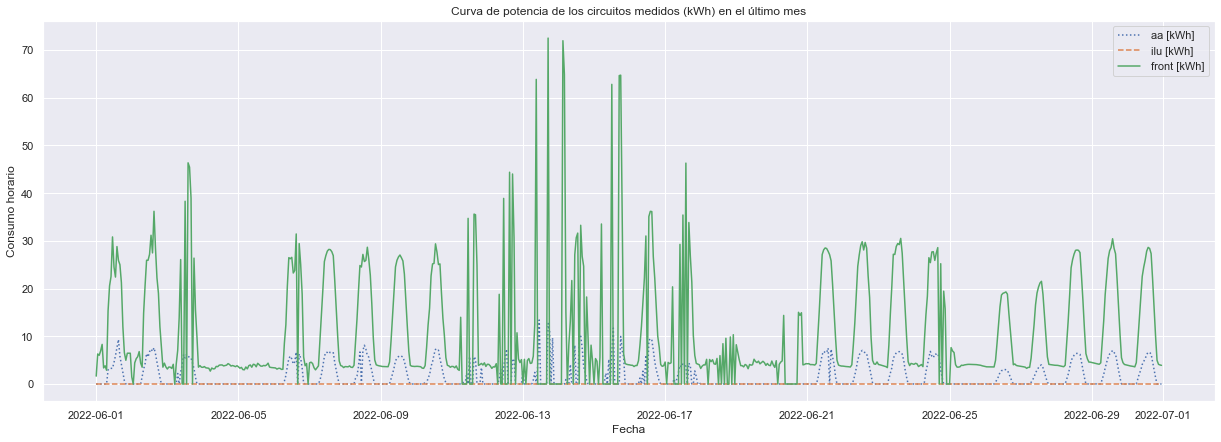 Curva de potencia de los circuitos medidos (kWh) en el último mes
aa [kWh]
ilu [kWh]
front [kWh]
Consumo horario
70
60
50
40
30
20
10
0
2022-06-01
2022-06-05
2022-06-09
2022-06-13
2022-06-17
2022-06-21
2022-06-25
2022-06-29
2022-07-01
Fecha